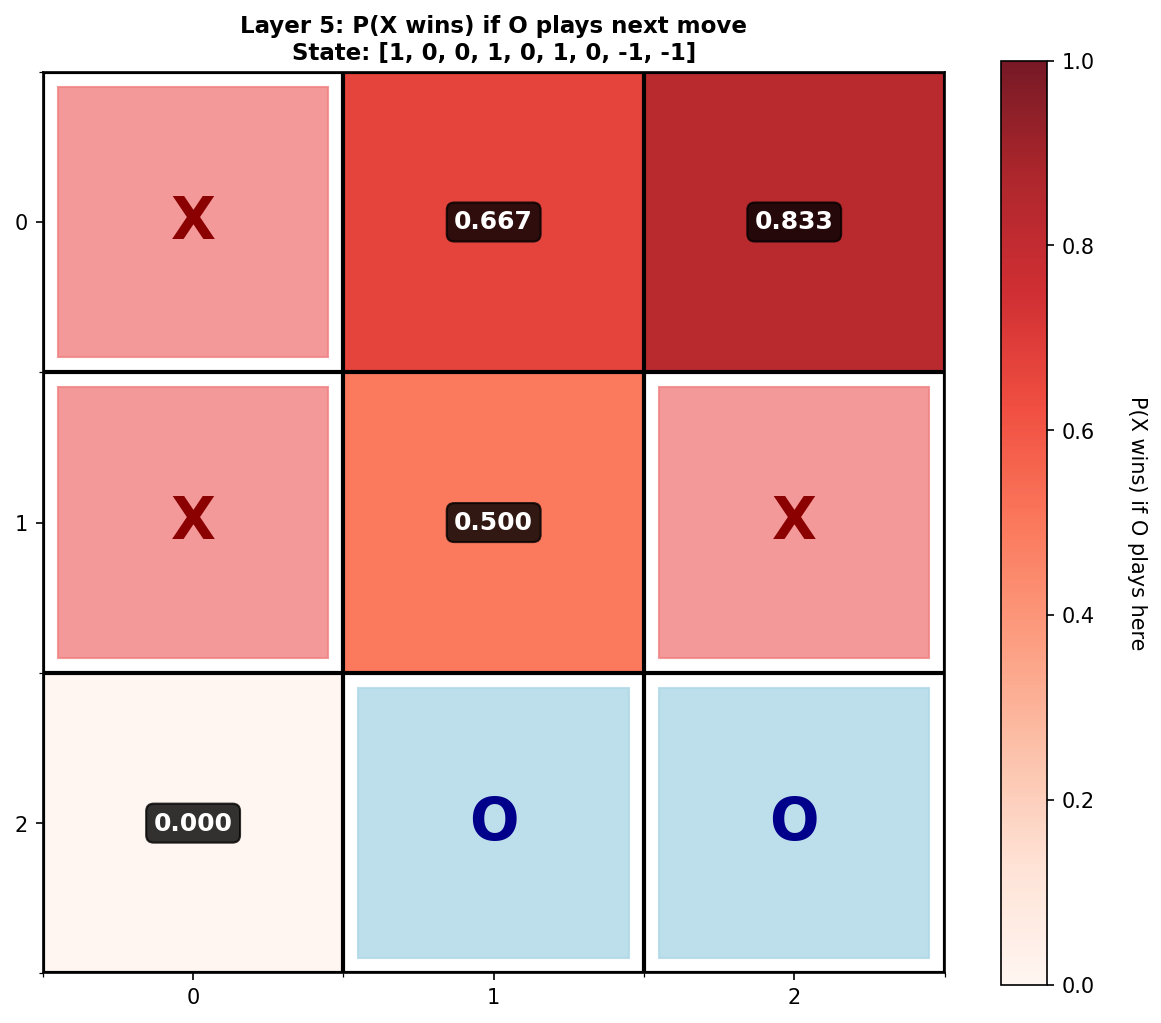 Layer 5: P(X wins) if O plays next move
State: [1, 0, 0, 1, 0, 1, 0, -1, -1]
0
X
0.667
0.833
1
X
0.500
X
2
0.000
O
O
0
1
2
1.0
0.8
0.6
0.4
0.2
0.0
P(X wins) if O plays here